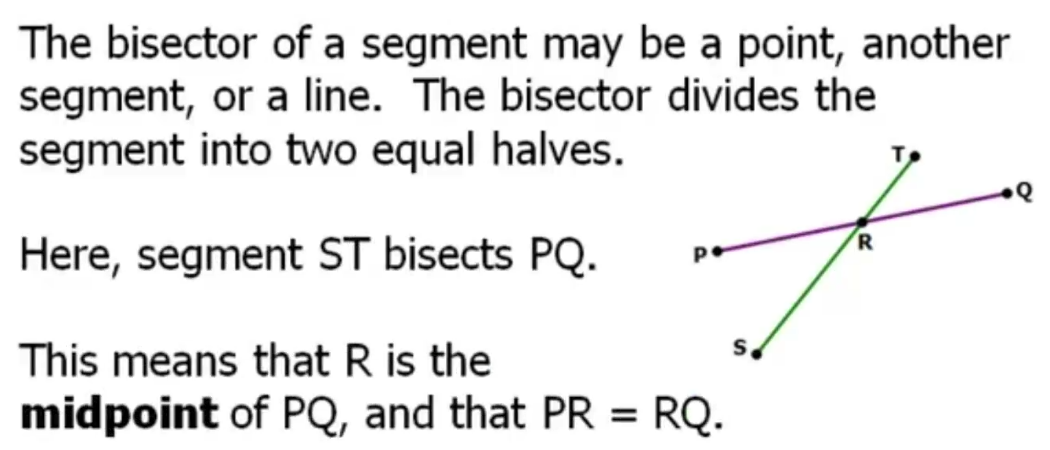 The bisector of a segment may be a point, another
segment, or a line. The bisector divides the
segment into two equal halves.
T
Q
Here, segment ST bisects PQ.
P
R
S
This means that R is the
midpoint of PQ, and that PR = RQ.